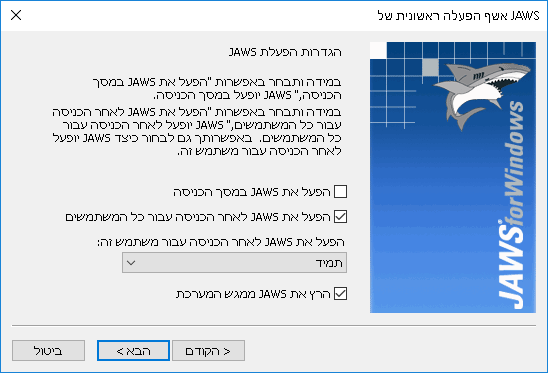 אשף הפעלה ראשונית של JAWS
הגדרות הפעלת JAWS
במידה ותבחר באפשרות "הפעל את JAWS במסך
הכניסה," JAWS יופעל במסך הכניסה.
במידה ותבחר באפשרות "הפעל את JAWS לאחר הכניסה
עבור כל המשתמשים," JAWS יופעל לאחר הכניסה עבור
כל המשתמשים.  באפשרותך גם לבחור כיצד JAWS יופעל
לאחר הכניסה עבור משתמש זה.
הפעל את JAWS במסך הכניסה
הפעל את JAWS לאחר הכניסה עבור כל המשתמשים
הפעל את JAWS לאחר הכניסה עבור משתמש זה:
תמיד
הרץ את JAWS ממגש המערכת
< הקודם
הבא >
ביטול
JAWS® for Windows